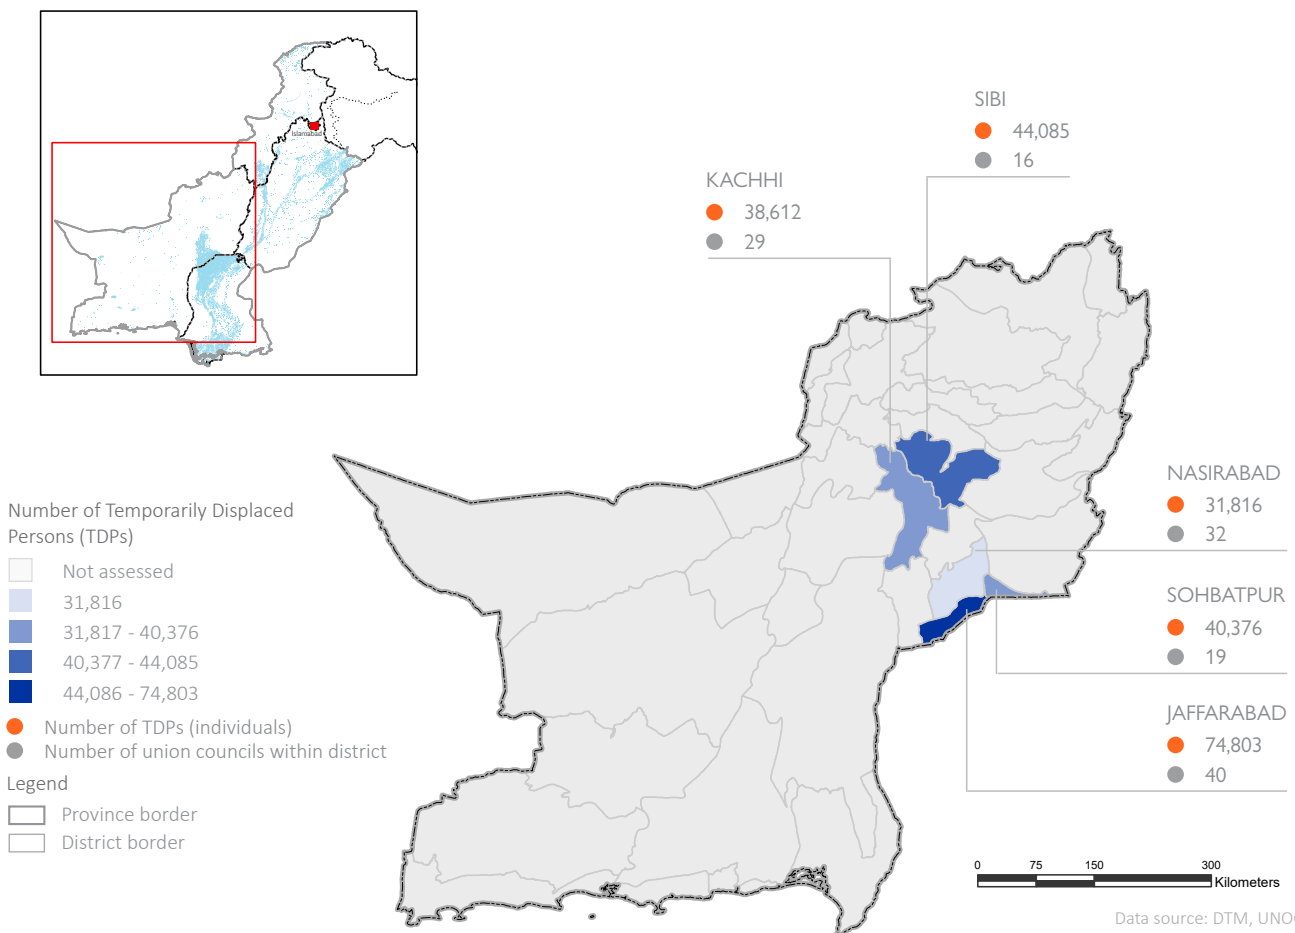 Islamabad
SIBI
44,085
16
KACHHI
38,612
29
NASIRABAD
31,816
32
SOHBATPUR
40,376
19
JAFFARABAD
74,803
40
Number of Temporarily Displaced
Persons (TDPs)
Not assessed
31,816
31,817 - 40,376
40,377 - 44,085
44,086 - 74,803
Number of TDPs (individuals)
Number of union councils within district
Legend
Province border
District border
0 75 150 300
Kilometers
Data source: DTM,